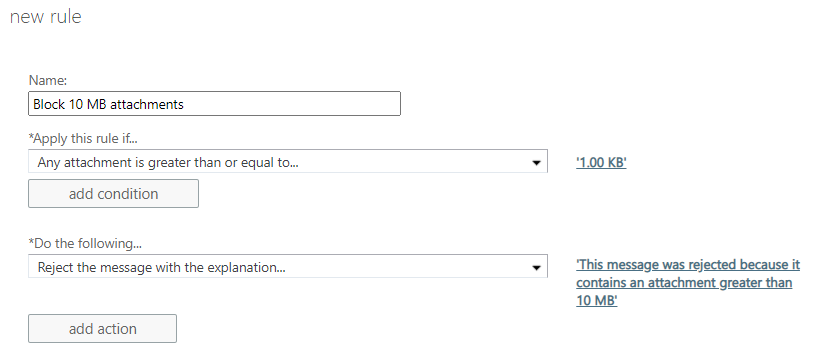 new rule
Name:
Block 10 MB attachments
*Apply this rule if...
Any attachment is greater than or equal to...
'1.00 KB'
add condition
*Do the following...
Reject the message with the explanation...
'This message was rejected because it
contains an attachment greater than
10 MB'
add action